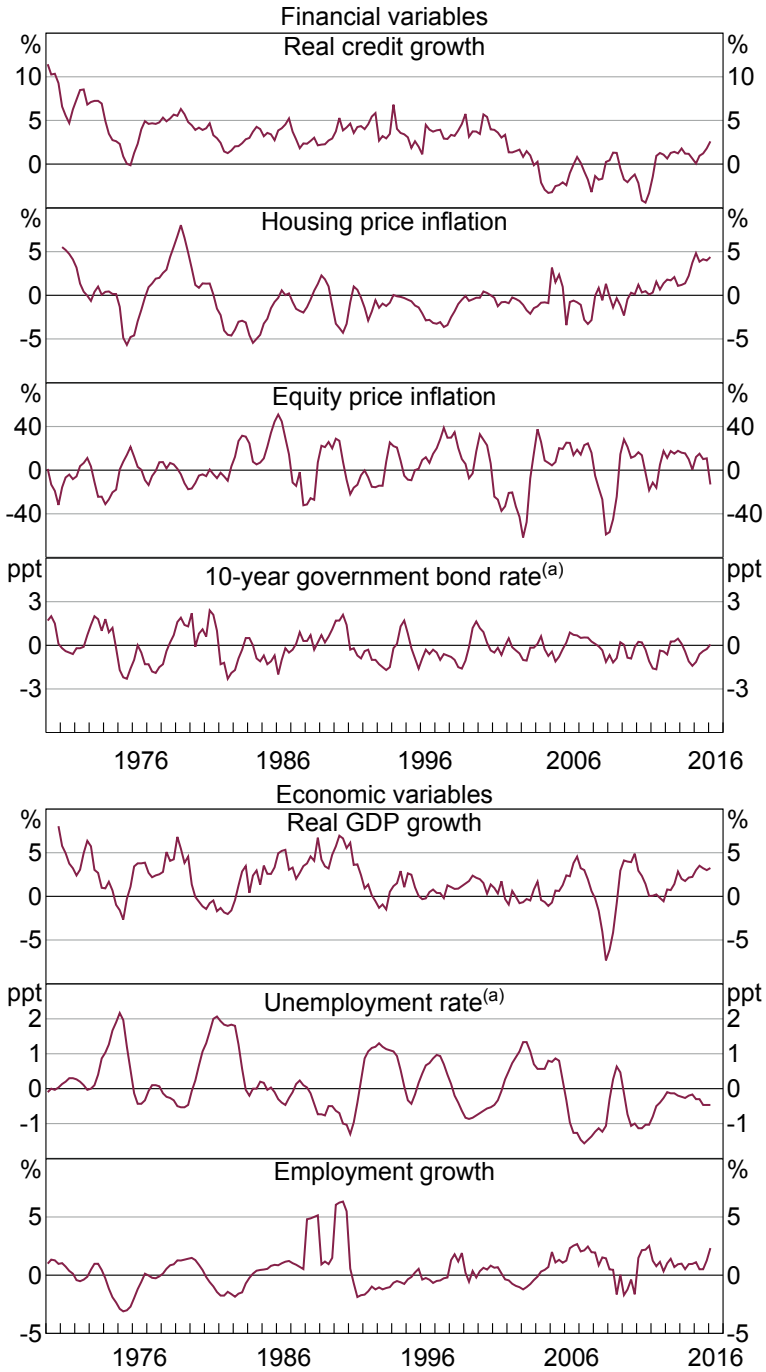 Financial variables
% Real credit growth %
10 10
5 5
0 0
% Housing price inflation %
5 5
0 0
-5 -5
% Equity price inflation %
40 40
0 0
-40 -40
ppt 10-year government bond rate(a) ppt
3 3
0 0
-3 -3
1976 1986 1996 2006 2016
Economic variables
% Real GDP growth %
5 5
0 0
-5 -5
ppt Unemployment rate(a) ppt
2 2
1 1
0 0
-1 -1
% Employment growth %
5 5
0 0
-5 -5
1976 1986 1996 2006 2016